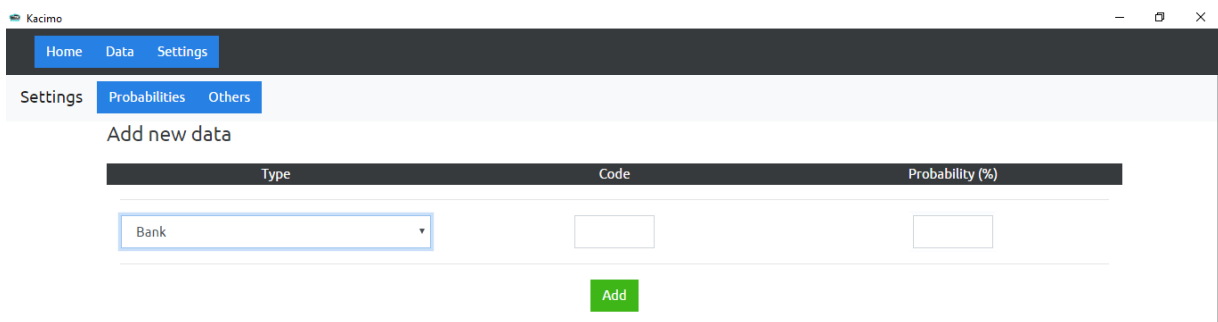 Kacimo
Home Data Settings
Settings Probabilities Others
Add new data
Type Code Probability (%)
Bank
Add